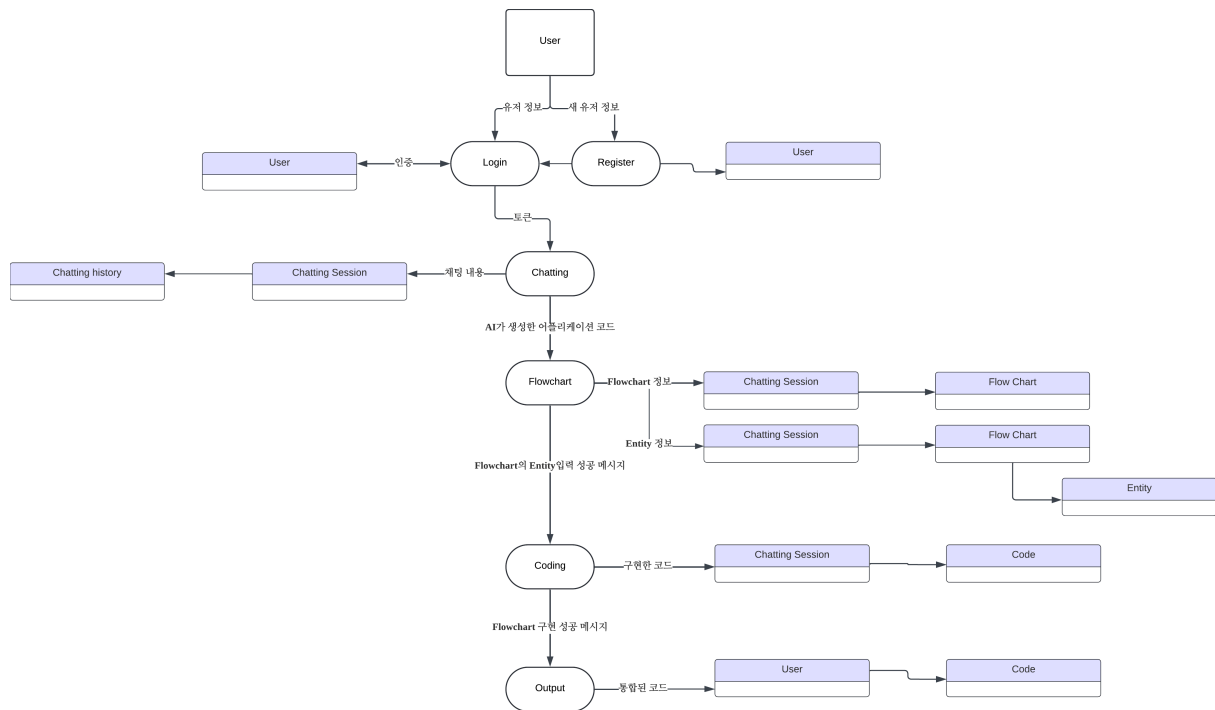 User
유저 정보
새 유저 정보
User
인증
Login
Register
User
토큰
Chatting history
Chatting Session
채팅 내용
Chatting
AI가 생성한 어플리케이션 코드
Flowchart
Flowchart 정보
Chatting Session
Flow Chart
Entity 정보
Chatting Session
Flow Chart
Flowchart의 Entity입력 성공 메시지
Entity
Coding
구현한 코드
Chatting Session
Code
Flowchart 구현 성공 메시지
Output
통합된 코드
User
Code